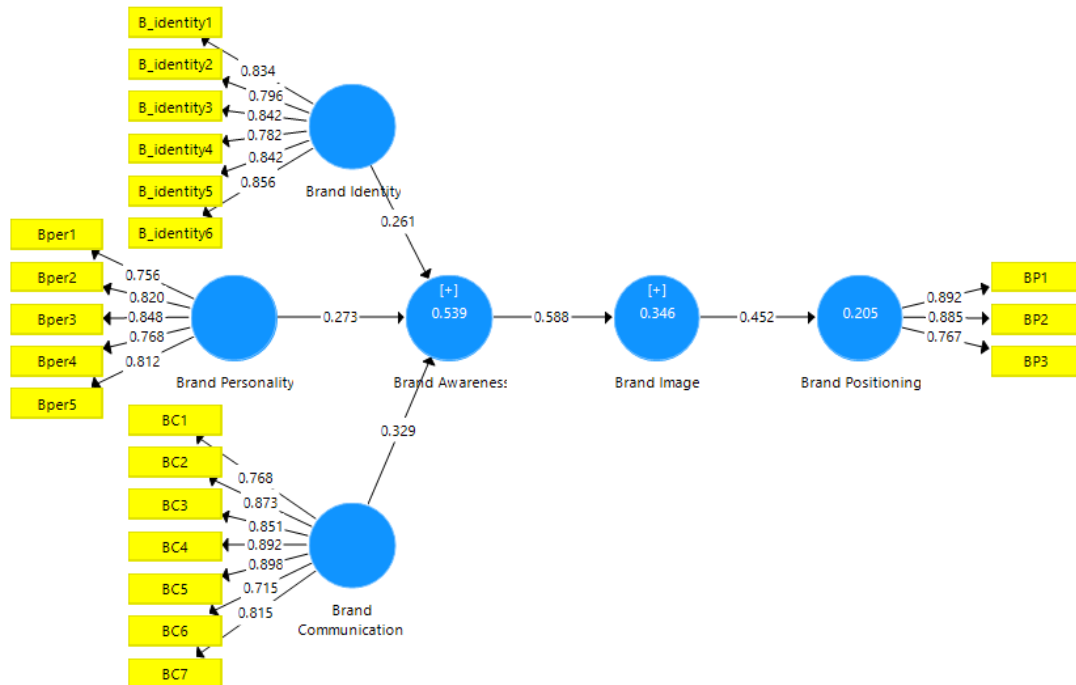 B_identity1
B_identity2
B_identity3
B_identity4
B_identity5
B_identity6
0.834
0.796
0.842
0.782
0.842
0.856
Brand Identity
0.261
Bper1
Bper2
Bper3
Bper4
Bper5
0.756
0.820
0.848
0.768
0.812
Brand Personality
0.273
[+]
0.539
Brand Awareness
0.588
[+]
0.346
Brand Image
0.452
0.205
Brand Positioning
0.892
0.885
0.767
BP1
BP2
BP3
0.329
BC1
BC2
BC3
BC4
BC5
BC6
BC7
0.768
0.873
0.851
0.892
0.898
0.715
0.815
Brand
Communication